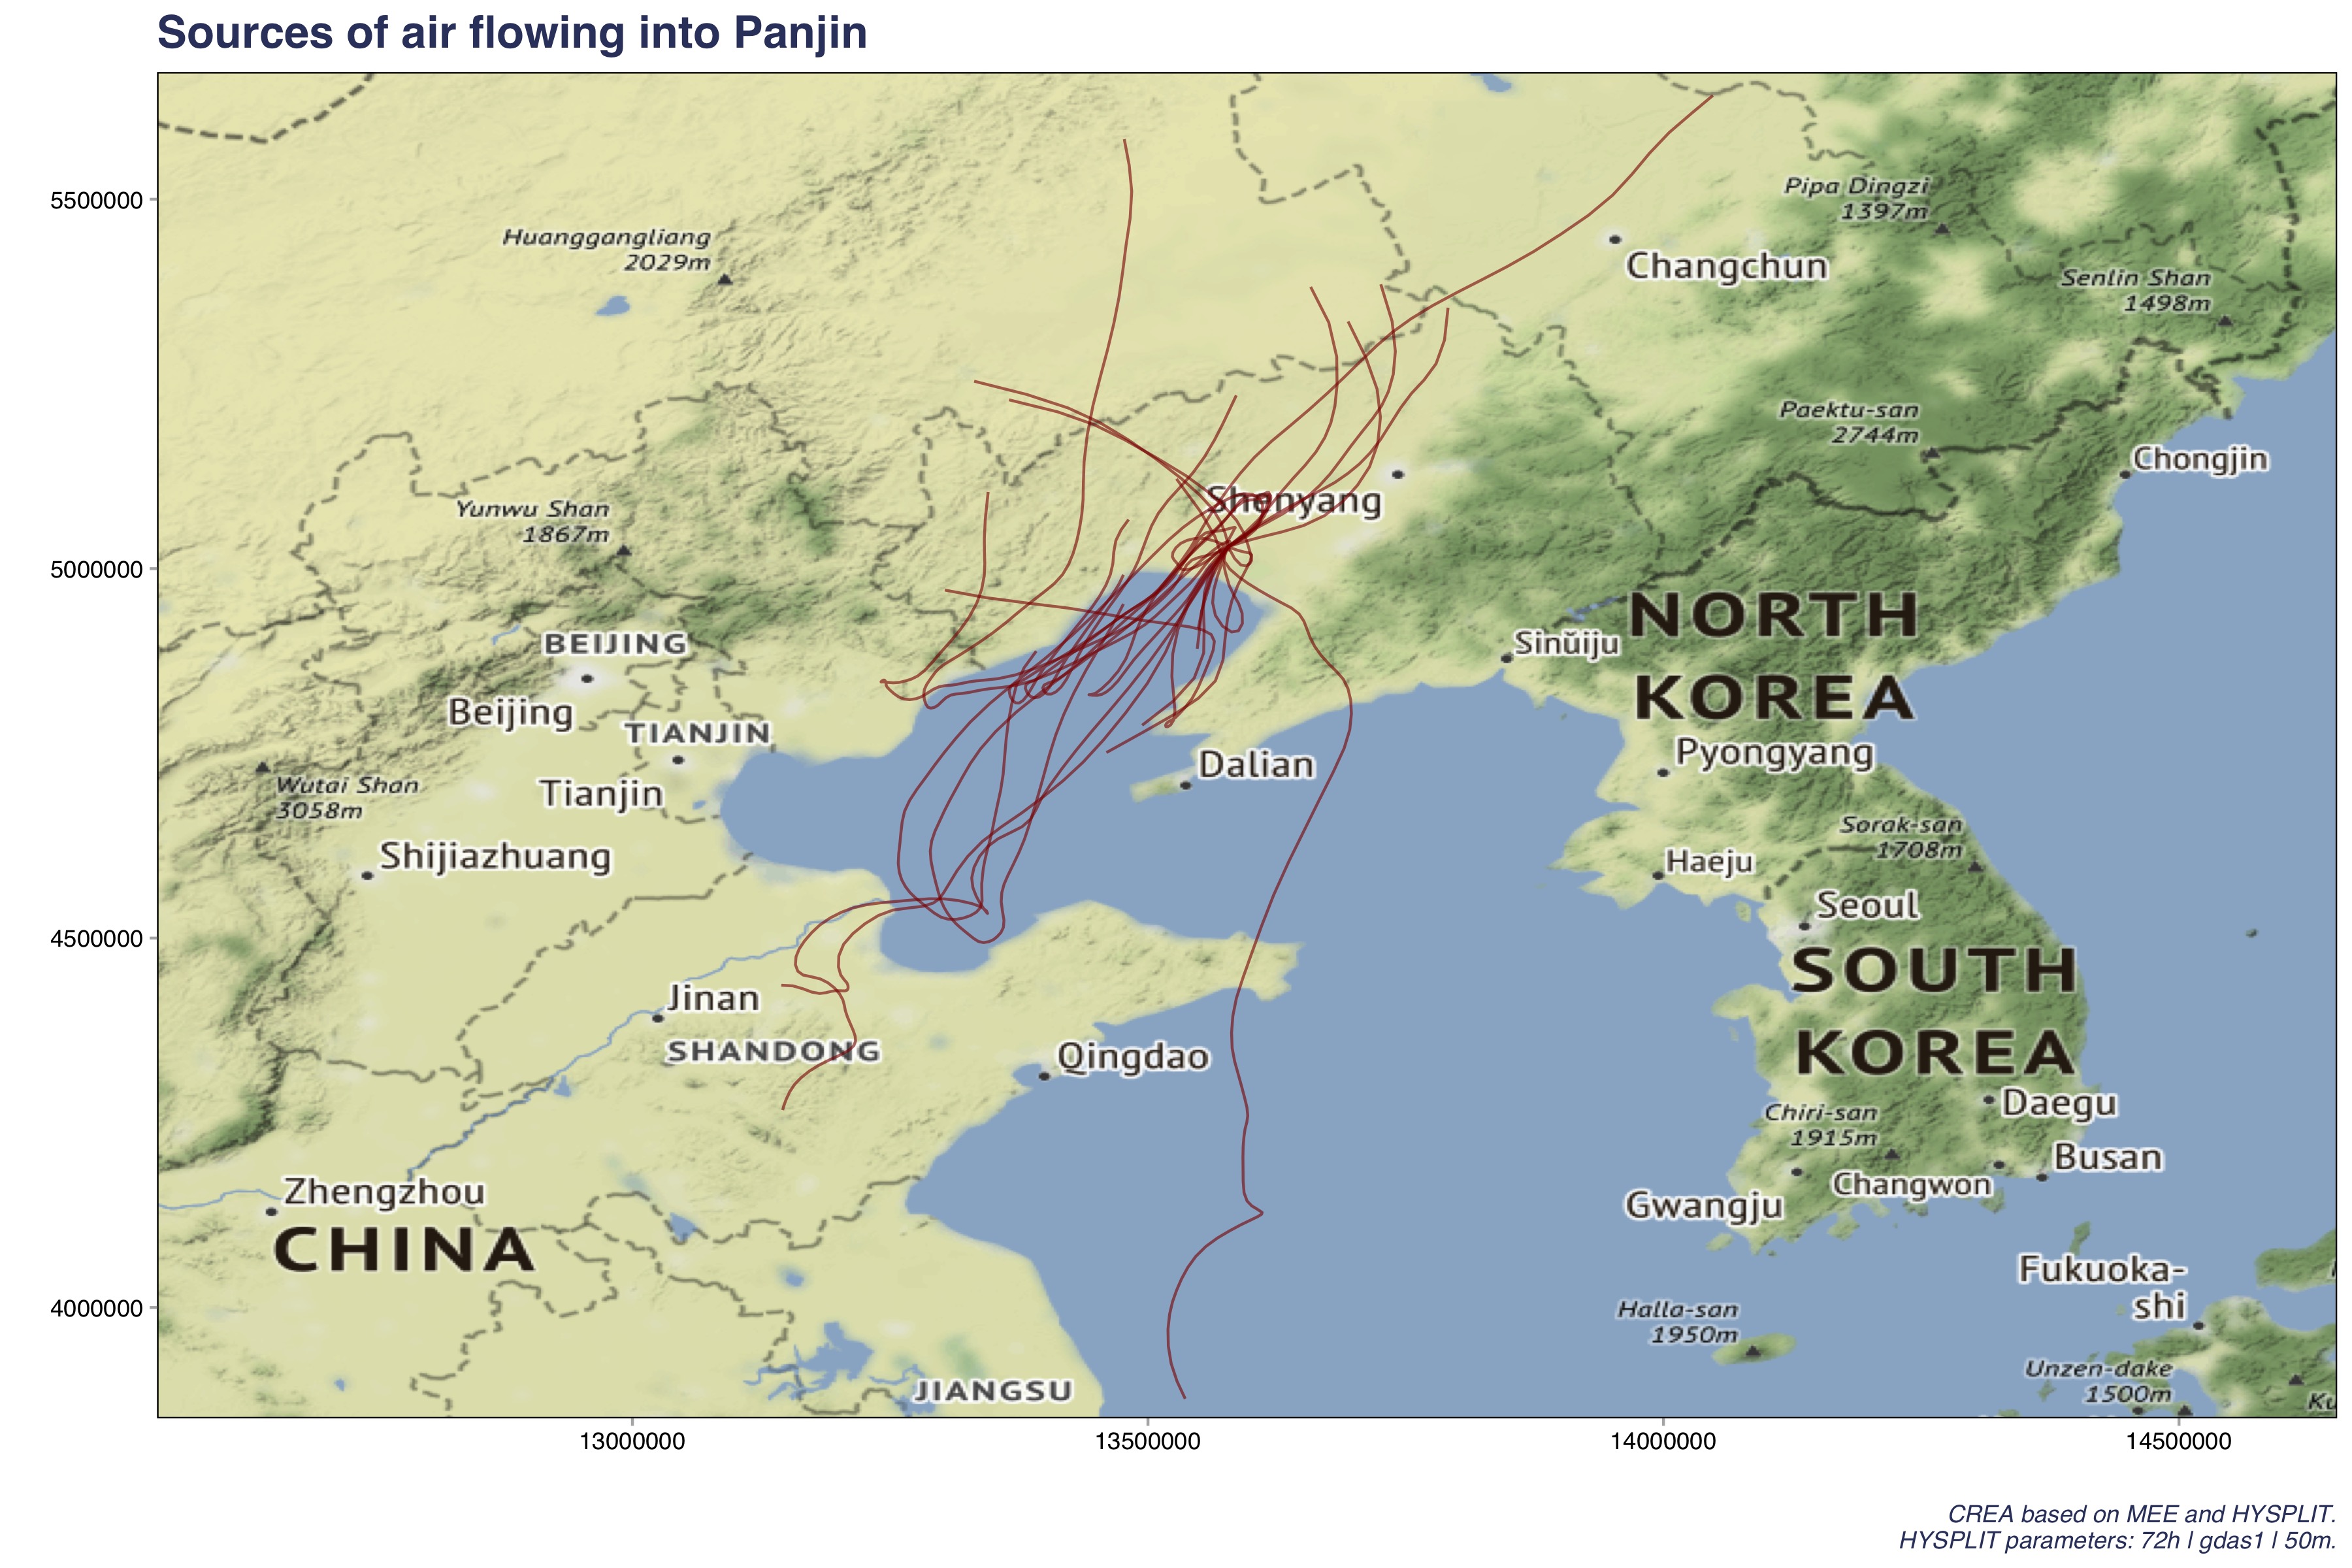 Sources of air flowing into Panjin
5500000
5000000
4500000
4000000
13000000
13500000
14000000
14500000
Pipa Dingzi
1397m
Huanggangliang
2029m
Changchun
Senlin Shan
1498m
Paektu-san
2744m
Chongjin
Shenyang
Yunwu Shan
1867m
BEIJING
Beijing
TIANJIN
Tianjin
NORTH
KOREA
Sinŭiju
Pyongyang
Dalian
Wutai Shan
3058m
Shijiazhuang
Sorak-san
1708m
Haeju
Seoul
SOUTH
KOREA
Jinan
SHANDONG
Qingdao
Daegu
Chiri-san
1915m
Busan
Changwon
Gwangju
Zhengzhou
CHINA
Fukuoka-
shi
Halla-san
1950m
Unzen-dake
1500m
Ku
JIANGSU
CREA based on MEE and HYSPLIT.
HYSPLIT parameters: 72h | gdas1 | 50m.